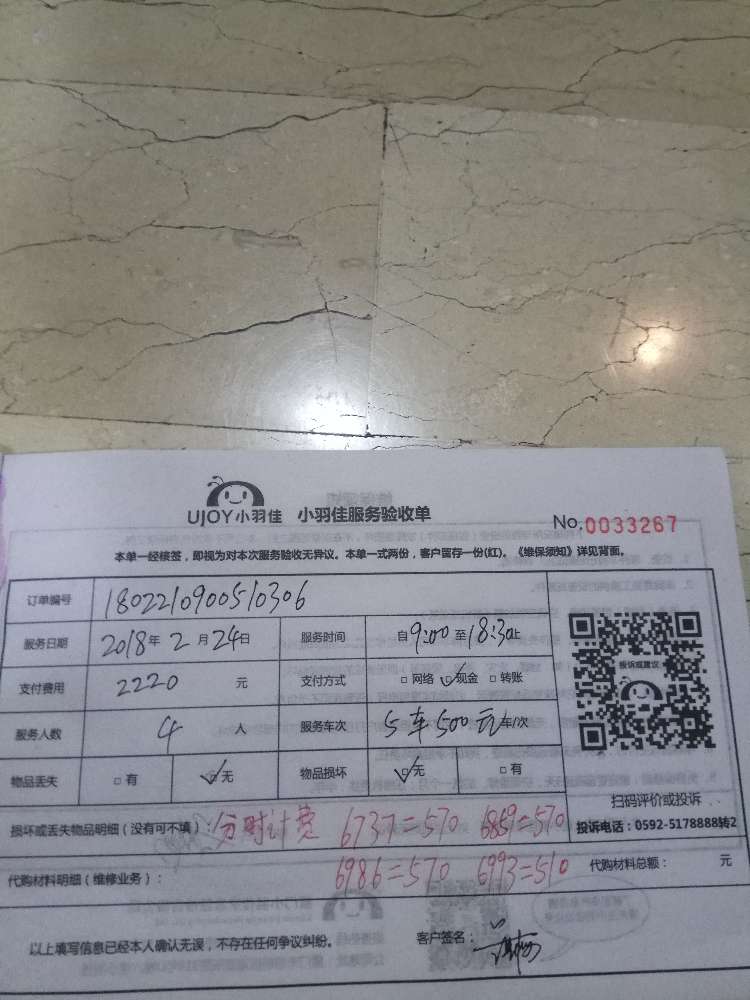 UJOY小羽佳 小羽佳服务验收单
No.0033267
本单一经核签，即视为对本次服务验收无异议。本单一式两份，客户留存一份(红)。《维保须知》详见背面。
订单编号 180221090051 0306
服务日期 2018年 2月 24日 服务时间 自9:00至18:30止
支付费用 2220 元 支付方式 □网络 ☑现金 □转账
服务人数 4 人 服务车次 5车500元车/次
物品丢失 □有 ☑无 物品损坏 ☑无 □有
投诉或建议
扫码评价或投诉
投诉电话：0592-5178888转2
损坏或丢失物品明细（没有可不填）：分时计费 6737=570 6859=570
代购材料明细（维修业务）： 6986=570 6993=510 代购材料总额： 元
以上填写信息已经本人确认无误，不存在任何争议纠纷。 客户签名：